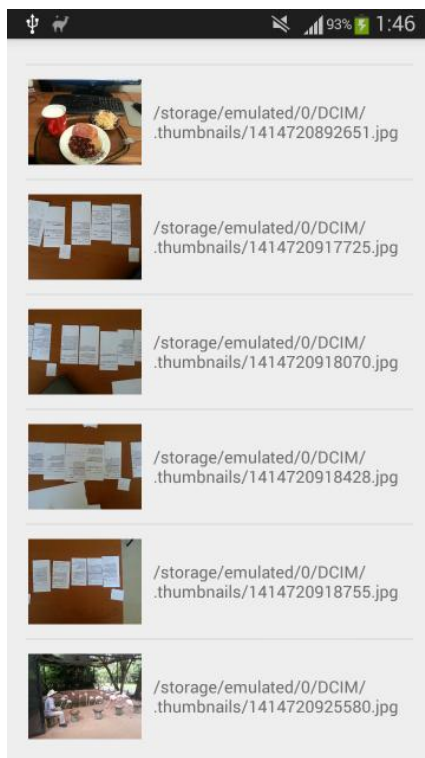 93% 1:46
/storage/emulated/0/DCIM/
.thumbnails/1414720892651.jpg
/storage/emulated/0/DCIM/
.thumbnails/1414720917725.jpg
/storage/emulated/0/DCIM/
.thumbnails/1414720918070.jpg
/storage/emulated/0/DCIM/
.thumbnails/1414720918428.jpg
/storage/emulated/0/DCIM/
.thumbnails/1414720918755.jpg
/storage/emulated/0/DCIM/
.thumbnails/1414720925580.jpg